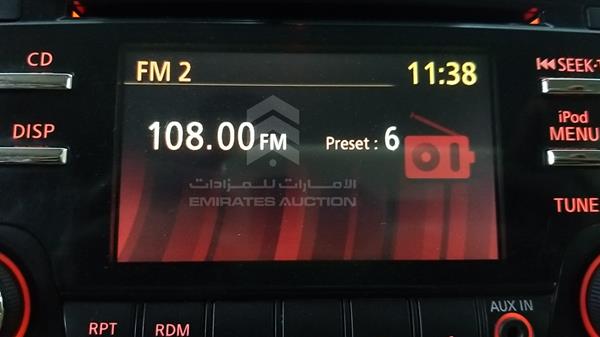 CD
FM 2
11:38
SEEK-T
DISP
108.00 FM
Preset : 6
iPod
MENU
الامارات للمزادات
EMIRATES AUCTION
TUNE
AUX IN
RPT
RDM